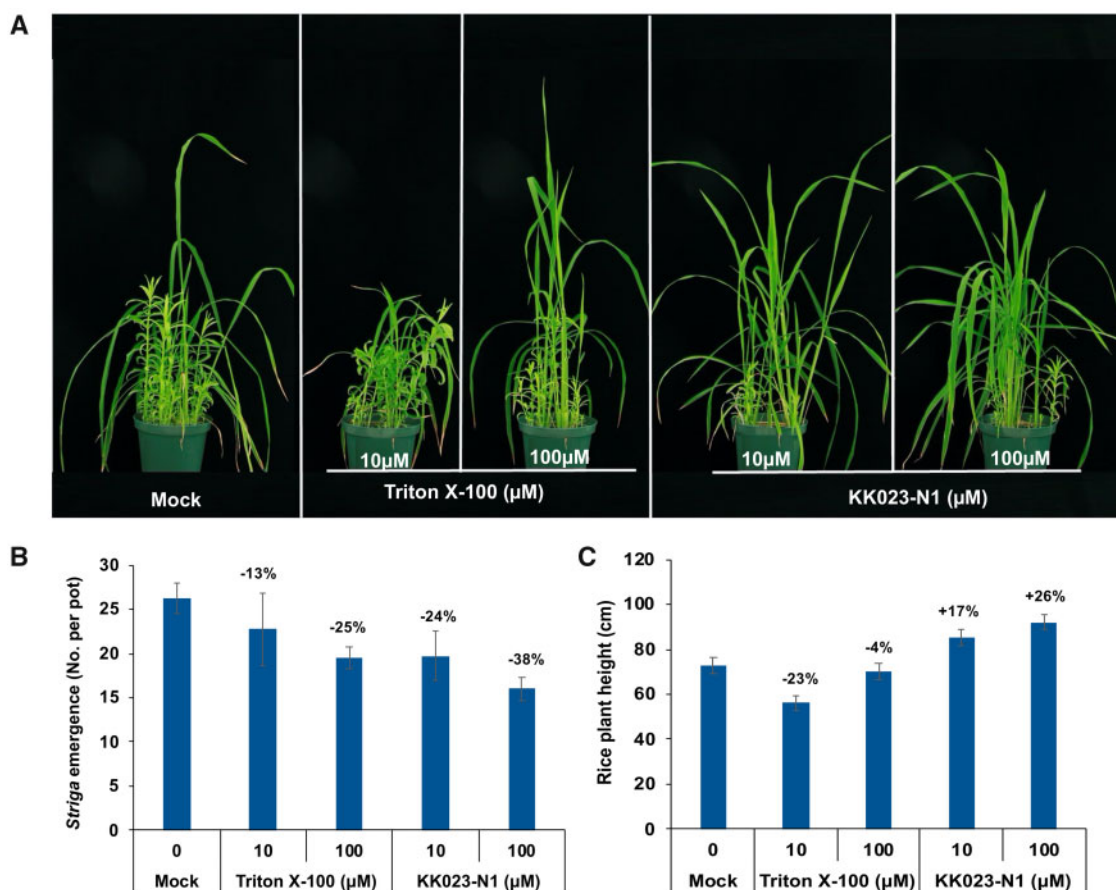 A
10µM
100µM
10µM
100µM
Mock
Triton X-100 (µM)
KK023-N1 (µM)
B
Striga emergence (No. per pot)
30
25
20
15
10
5
0
-13%
-25%
-24%
-38%
0
10
100
10
100
Mock
Triton X-100 (µM)
KK023-N1 (µM)
C
Rice plant height (cm)
120
100
80
60
40
20
0
-23%
-4%
+17%
+26%
0
10
100
10
100
Mock
Triton X-100 (µM)
KK023-N1 (µM)